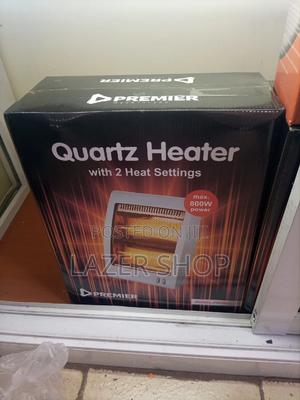 PREMIER
PREMIER
Quartz Heater
with 2 Heat Settings
max.
800W
power
POSTED ON JIJI
LAZER SHOP
PREMIER